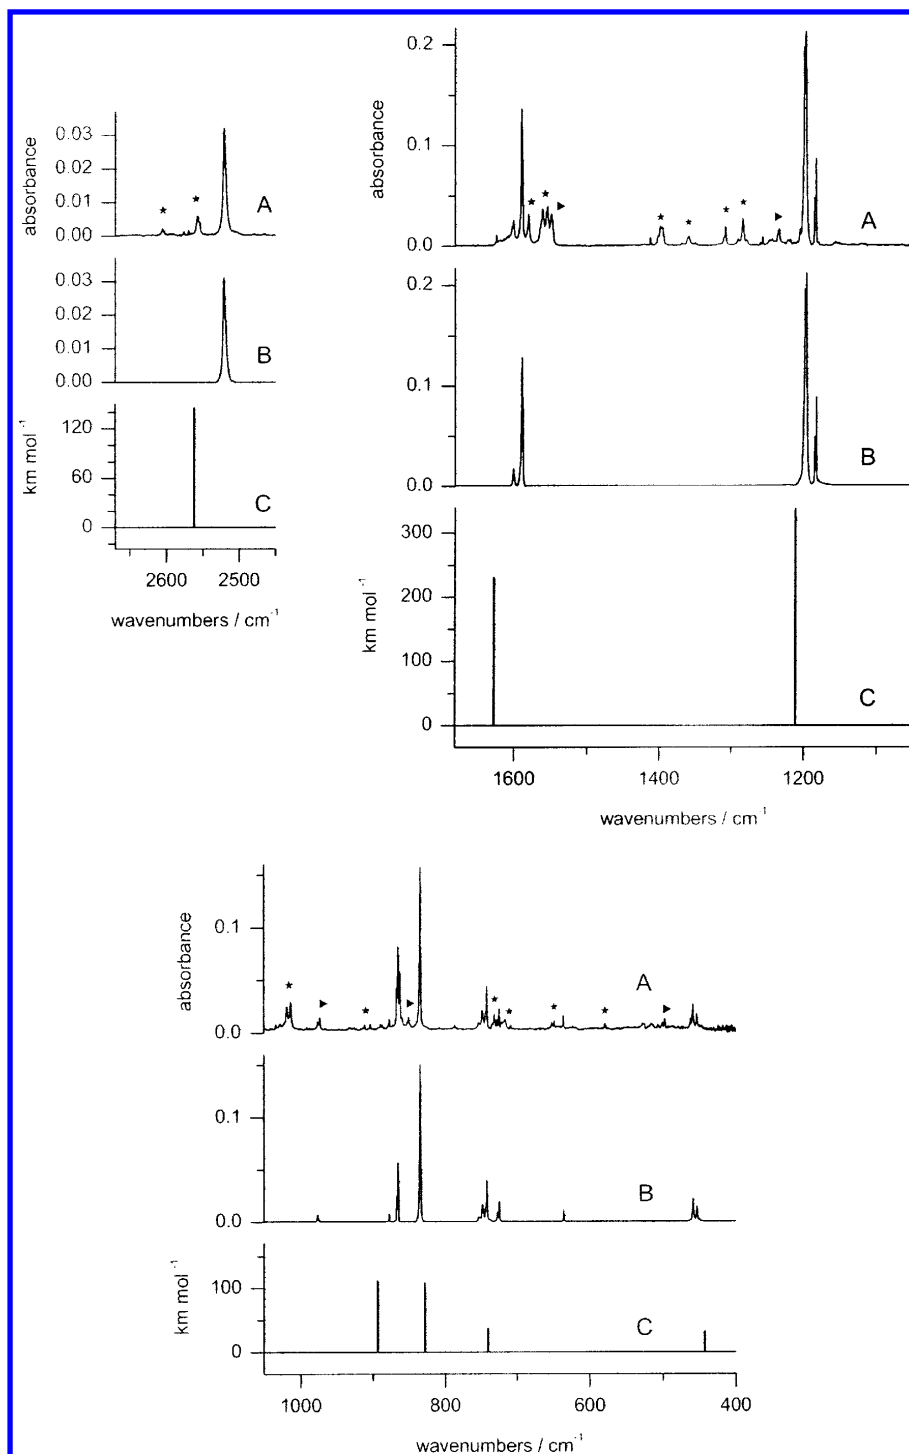 absorbance
0.03
0.02
0.01
0.00
A
0.03
0.02
0.01
0.00
B
km mol⁻¹
120
60
0
C
2600 2500
wavenumbers / cm⁻¹
absorbance
0.2
0.1
0.0
A
0.2
0.1
0.0
B
km mol⁻¹
300
200
100
0
C
1600 1400 1200
wavenumbers / cm⁻¹
absorbance
0.1
0.0
A
0.1
0.0
B
km mol⁻¹
100
0
C
1000 800 600 400
wavenumbers / cm⁻¹